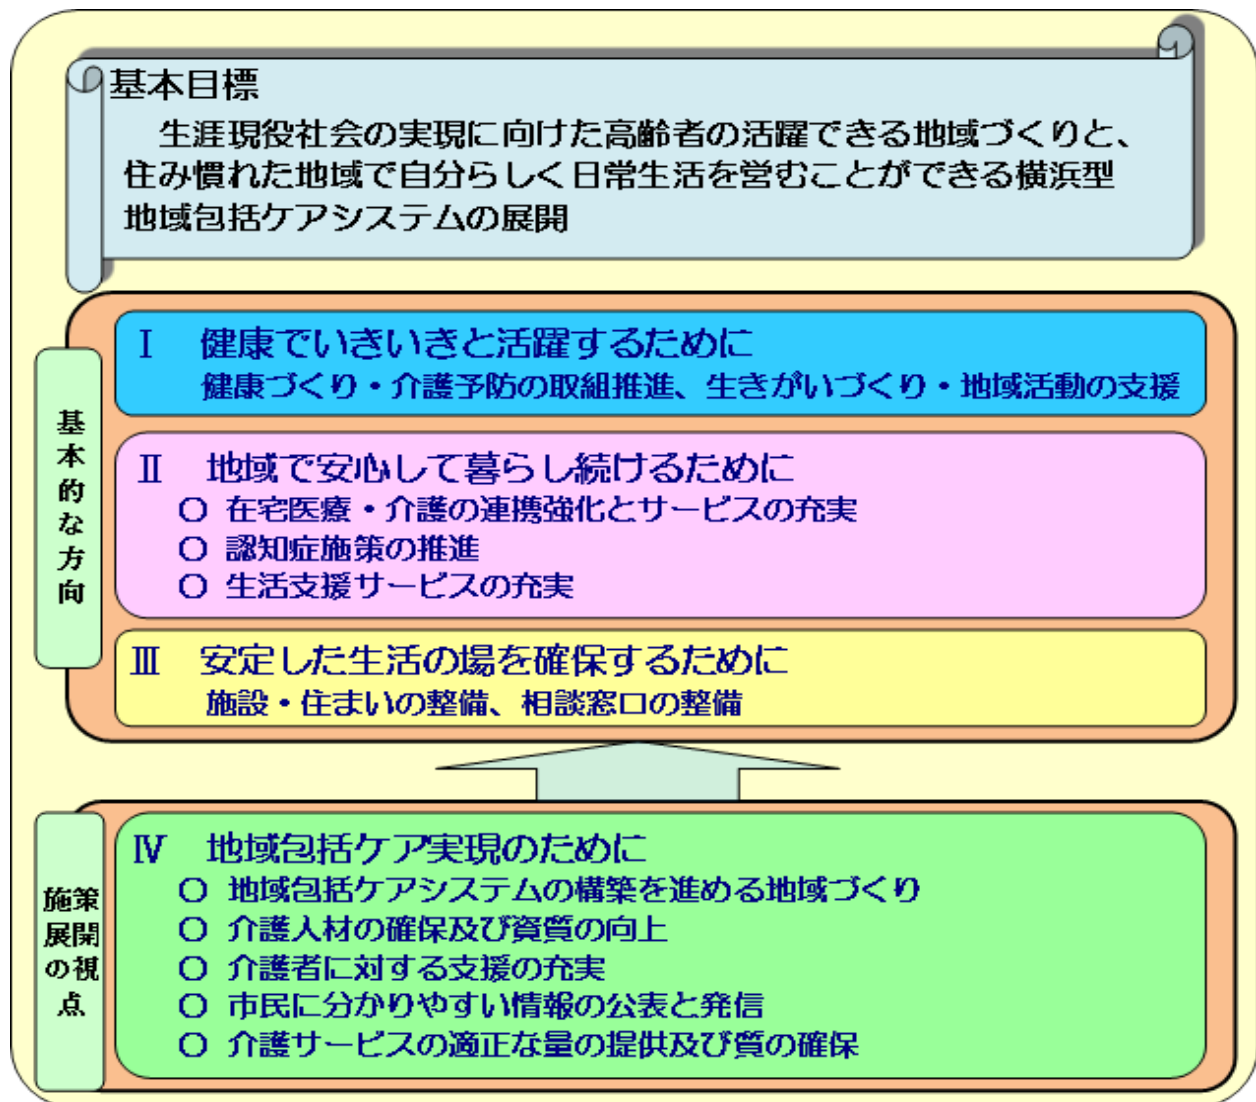 基本目標
生涯現役社会の実現に向けた高齢者の活躍できる地域づくりと、
住み慣れた地域で自分らしく日常生活を営むことができる横浜型
地域包括ケアシステムの展開
基本的な方向
Ⅰ 健康でいきいきと活躍するために
健康づくり・介護予防の取組推進、生きがいづくり・地域活動の支援
Ⅱ 地域で安心して暮らし続けるために
○ 在宅医療・介護の連携強化とサービスの充実
○ 認知症施策の推進
○ 生活支援サービスの充実
Ⅲ 安定した生活の場を確保するために
施設・住まいの整備、相談窓口の整備
施策
展開
の視
点
Ⅳ 地域包括ケア実現のために
○ 地域包括ケアシステムの構築を進める地域づくり
○ 介護人材の確保及び資質の向上
○ 介護者に対する支援の充実
○ 市民に分かりやすい情報の公表と発信
○ 介護サービスの適正な量の提供及び質の確保